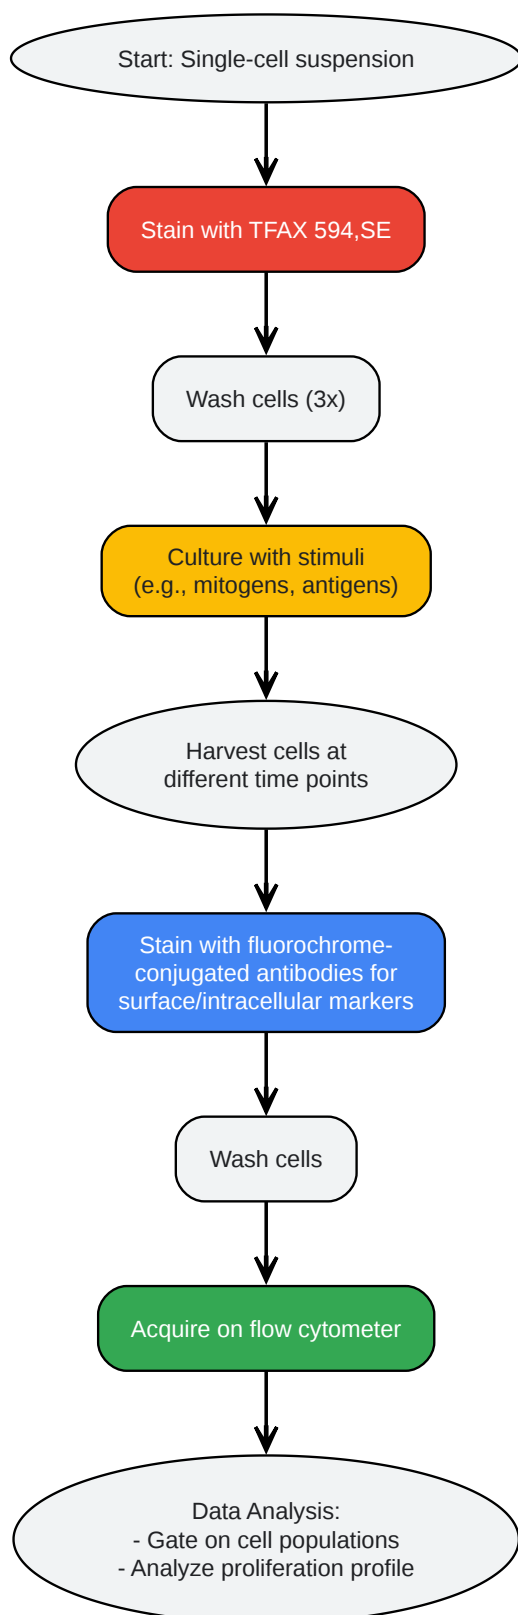 Start: Single-cell suspension
Stain with TFAX 594,SE
Wash cells (3x)
Culture with stimuli
(e.g., mitogens, antigens)
Harvest cells at
different time points
Stain with fluorochrome-
conjugated antibodies for
surface/intracellular markers
Wash cells
Acquire on flow cytometer
Data Analysis:
- Gate on cell populations
- Analyze proliferation profile